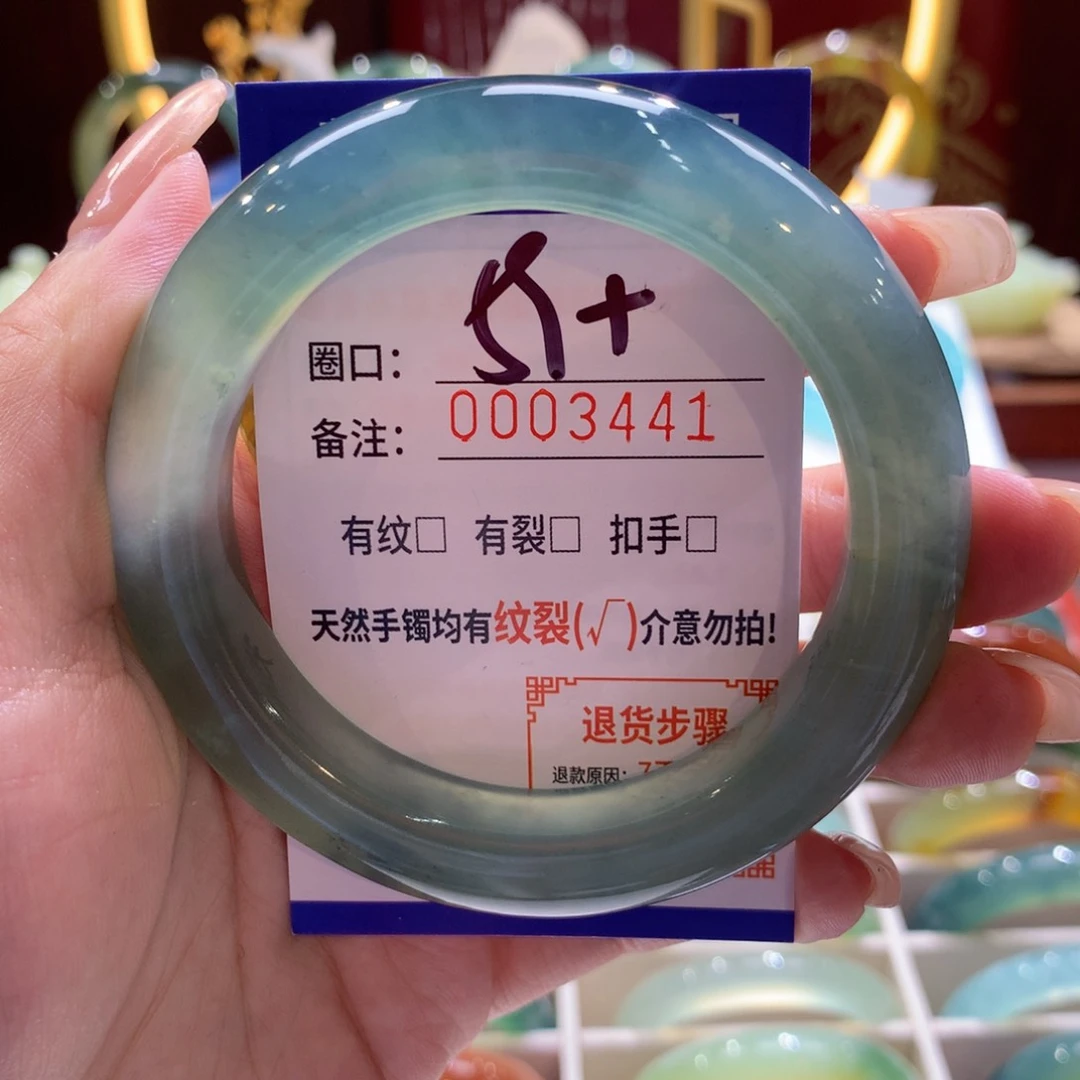 圈口：
备注： 0003441
有纹□ 有裂□ 扣手□
天然手镯均有纹裂(√)介意勿拍!
退货步骤
退款原因：7